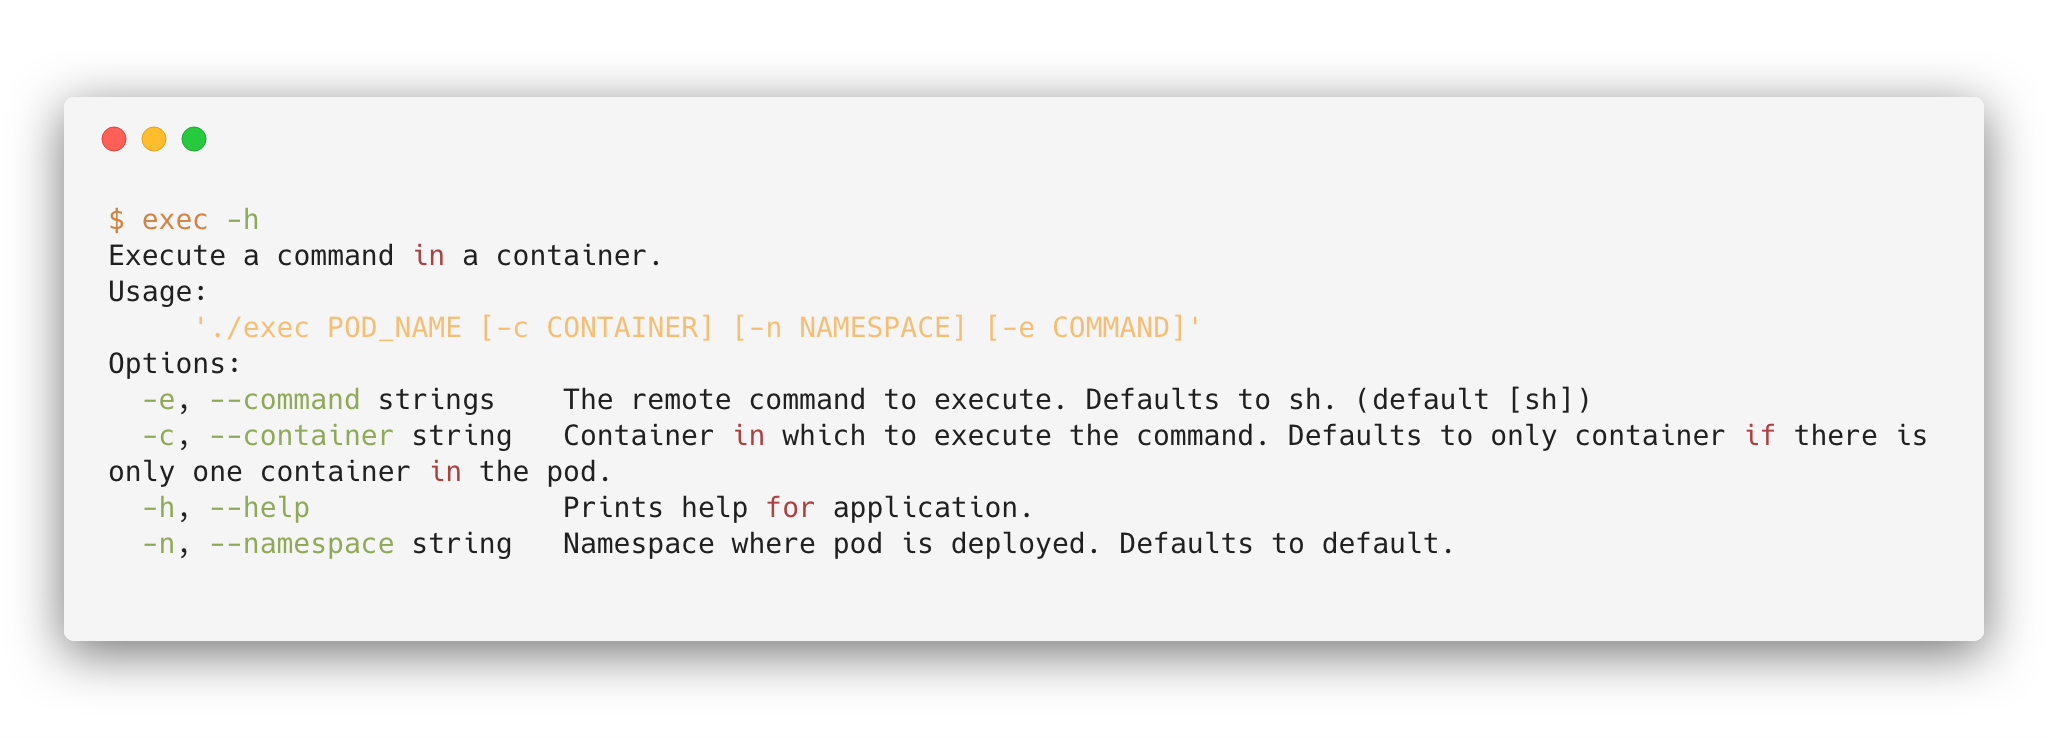 $ exec -h
Execute a command in a container.
Usage:
     './exec POD_NAME [-c CONTAINER] [-n NAMESPACE] [-e COMMAND]'
Options:
  -e, --command strings    The remote command to execute. Defaults to sh. (default [sh])
  -c, --container string   Container in which to execute the command. Defaults to only container if there is
only one container in the pod.
  -h, --help               Prints help for application.
  -n, --namespace string   Namespace where pod is deployed. Defaults to default.